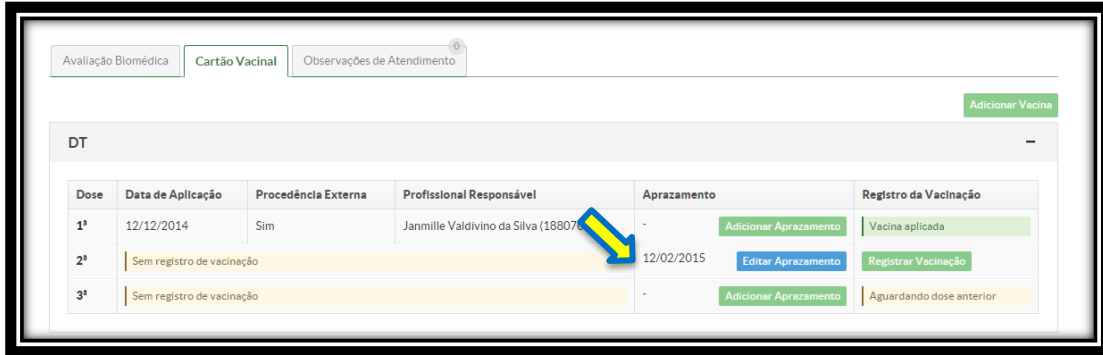 Avaliação Biomédica Cartão Vacinal Observações de Atendimento 0
Adicionar Vacina
DT
Dose Data de Aplicação Procedência Externa Profissional Responsável Aprazamento Registro da Vacinação
1ª 12/12/2014 Sim Janmille Valdivino da Silva - Adicionar Aprazamento Vacina aplicada
2ª Sem registro de vacinação 12/02/2015 Editar Aprazamento Registrar Vacinação
3ª Sem registro de vacinação - Adicionar Aprazamento Aguardando dose anterior